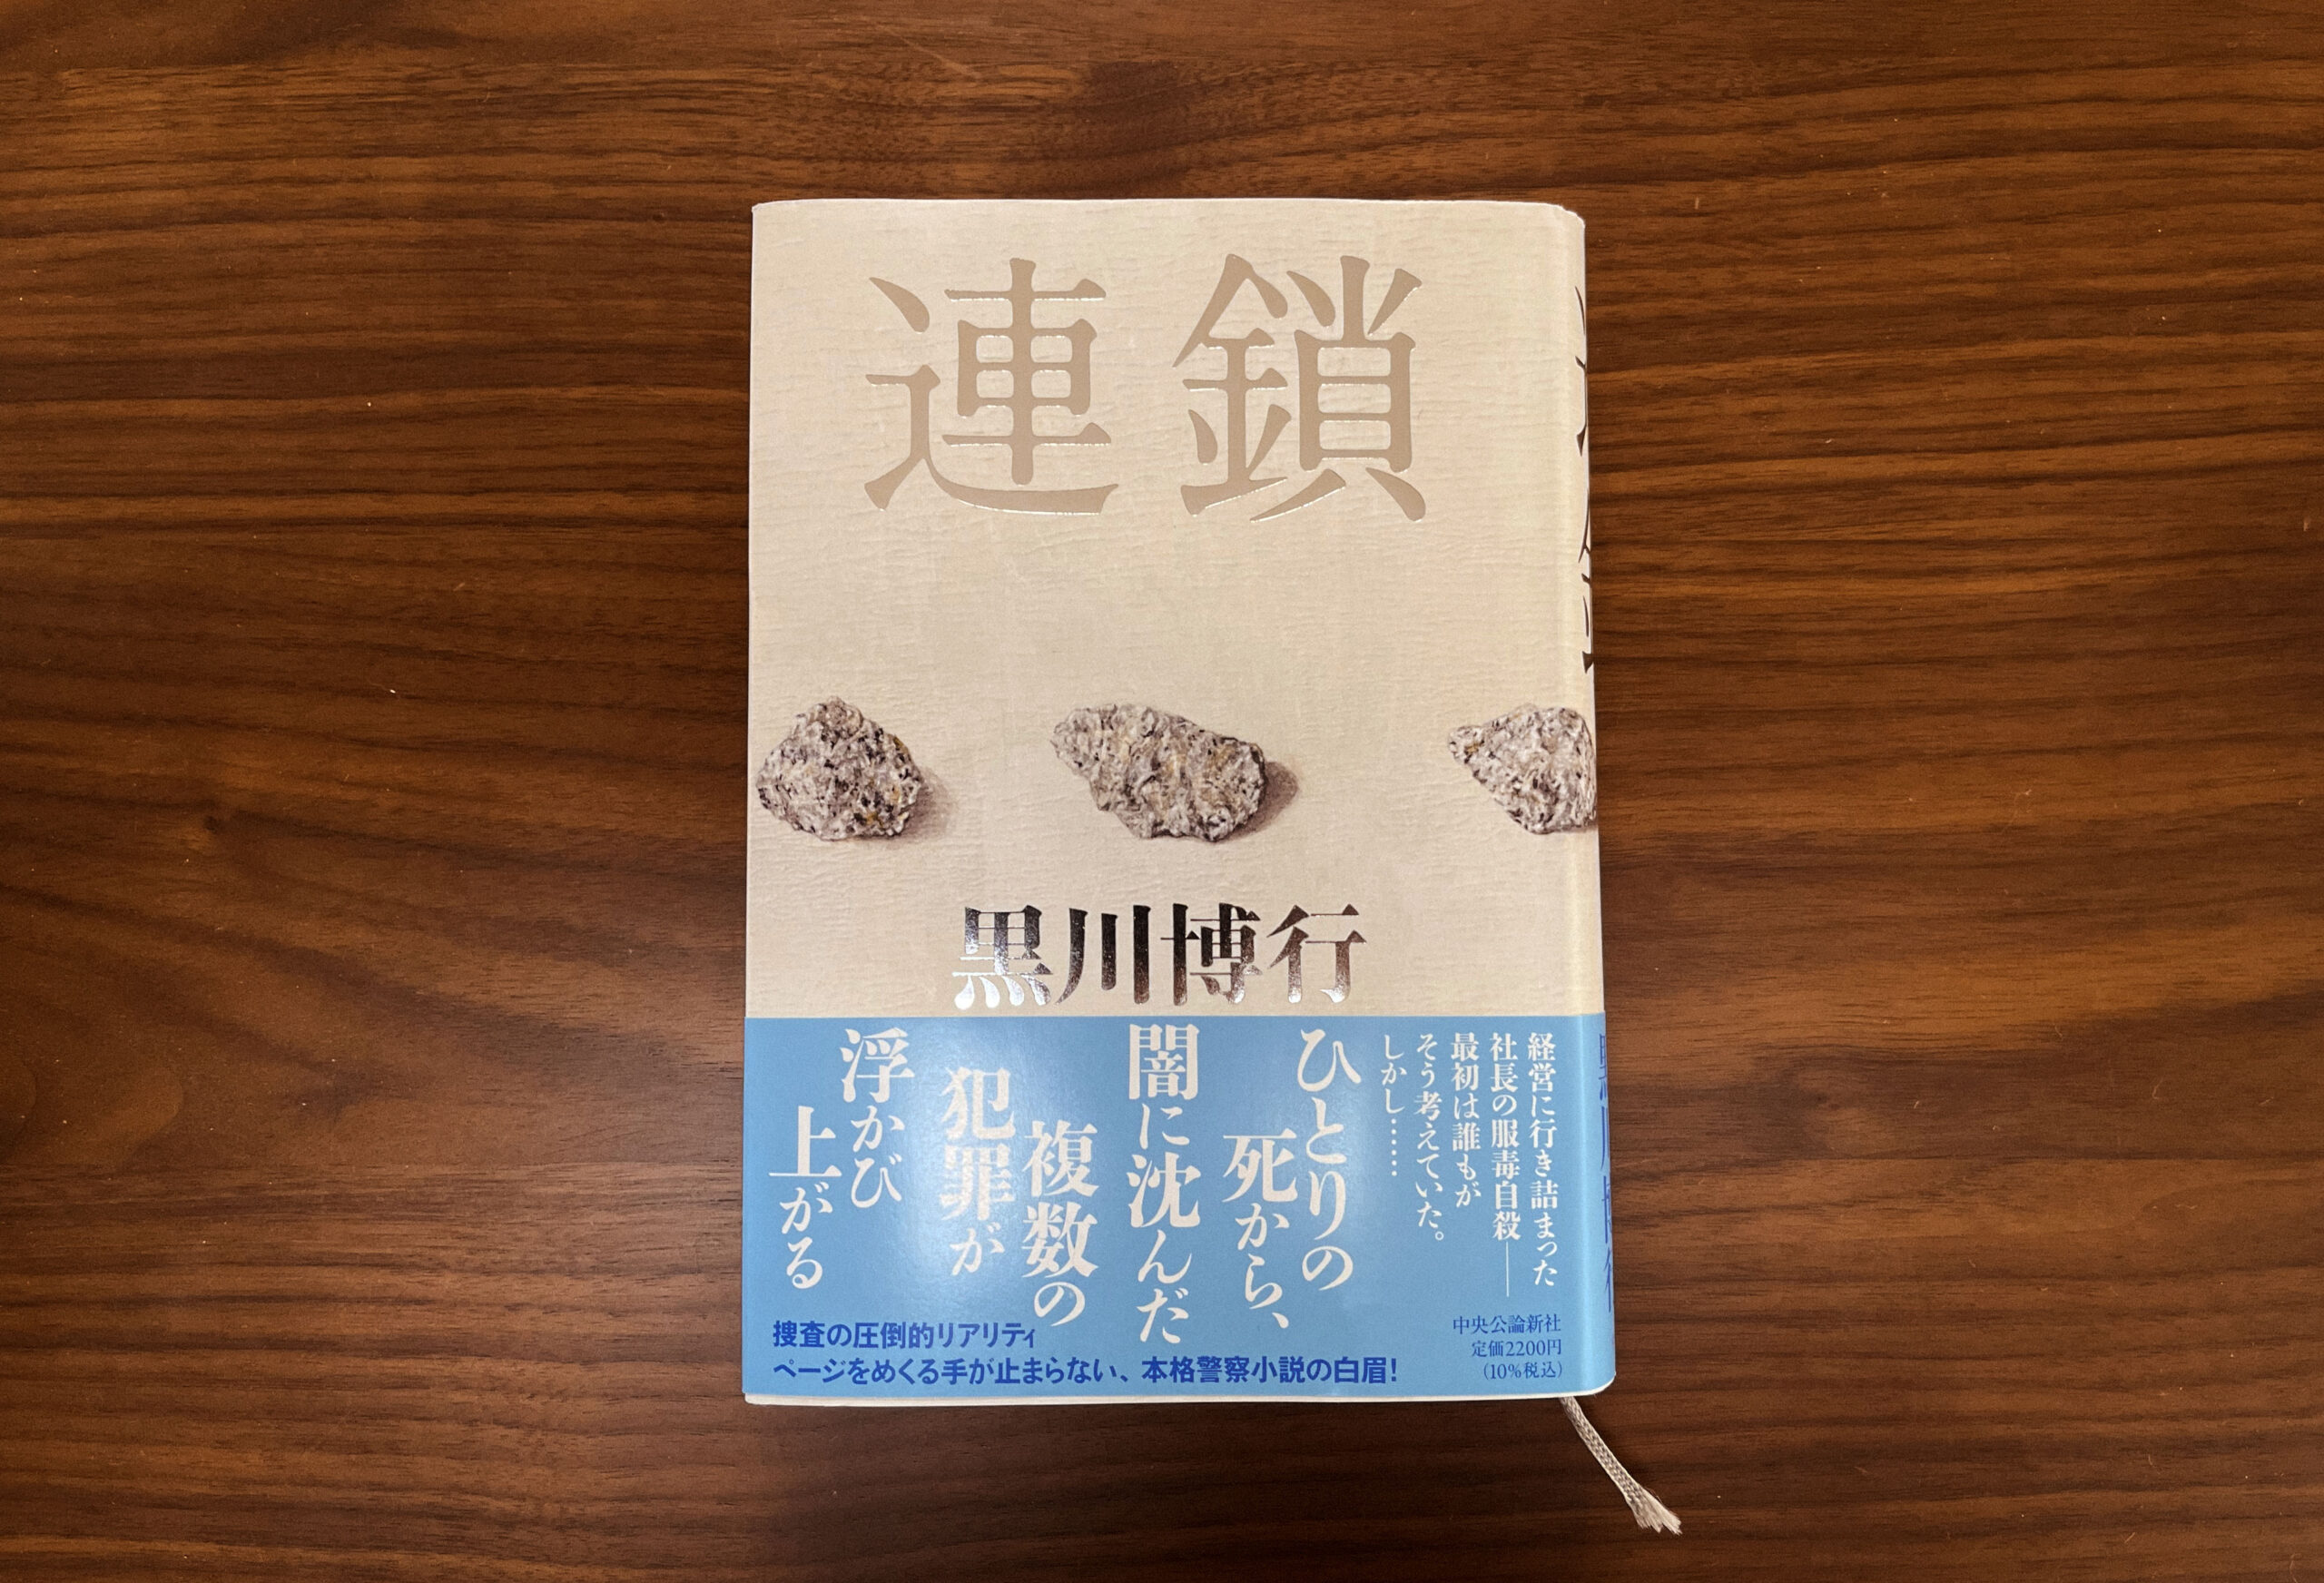 連鎖
黒川博行
経営に行き詰まった
社長の服毒自殺――
最初は誰もが
そう考えていた。
しかし……
ひとりの
死から、
闇に沈んだ
複数の
犯罪が
浮かび
上がる
捜査の圧倒的リアリティ
ページをめくる手が止まらない、本格警察小説の白眉!
中央公論新社
定価2200円
(10%税込)
黒川博行